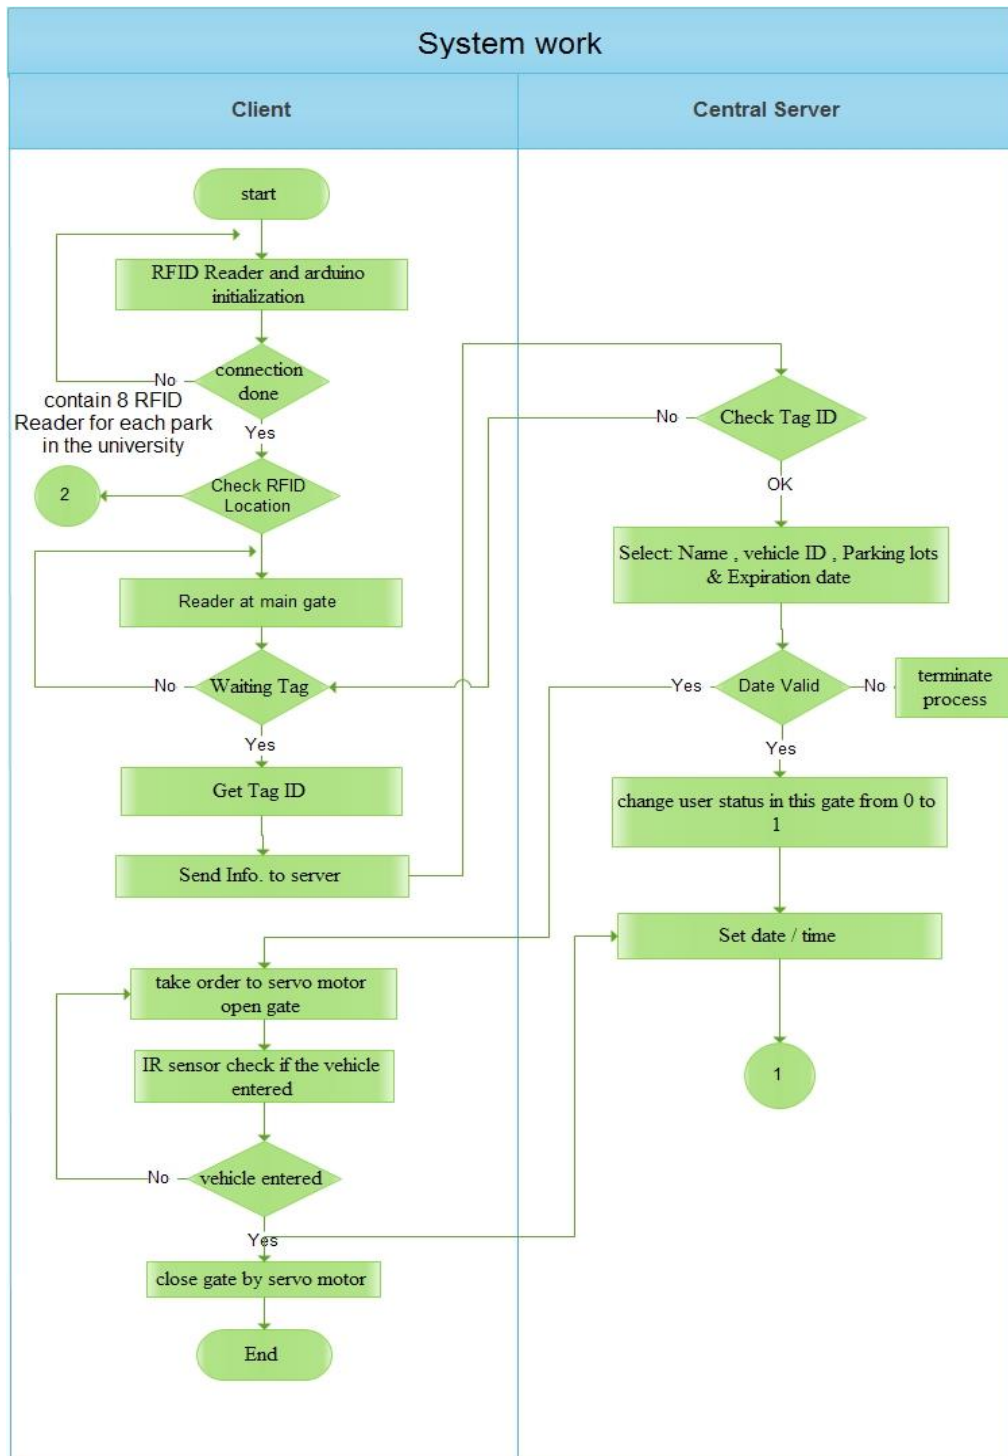 System work
Client
Central Server
start
RFID Reader and arduino
initialization
connection
done
No
contain 8 RFID
Reader for each park
in the university
Yes
Check RFID
Location
2
Reader at main gate
Waiting Tag
No
Yes
Get Tag ID
Send Info. to server
Check Tag ID
No
OK
Select: Name , vehicle ID , Parking lots
& Expiration date
Date Valid
Yes
No
terminate
process
Yes
change user status in this gate from 0 to
1
Set date / time
1
take order to servo motor
open gate
IR sensor check if the vehicle
entered
vehicle entered
No
Yes
close gate by servo motor
End